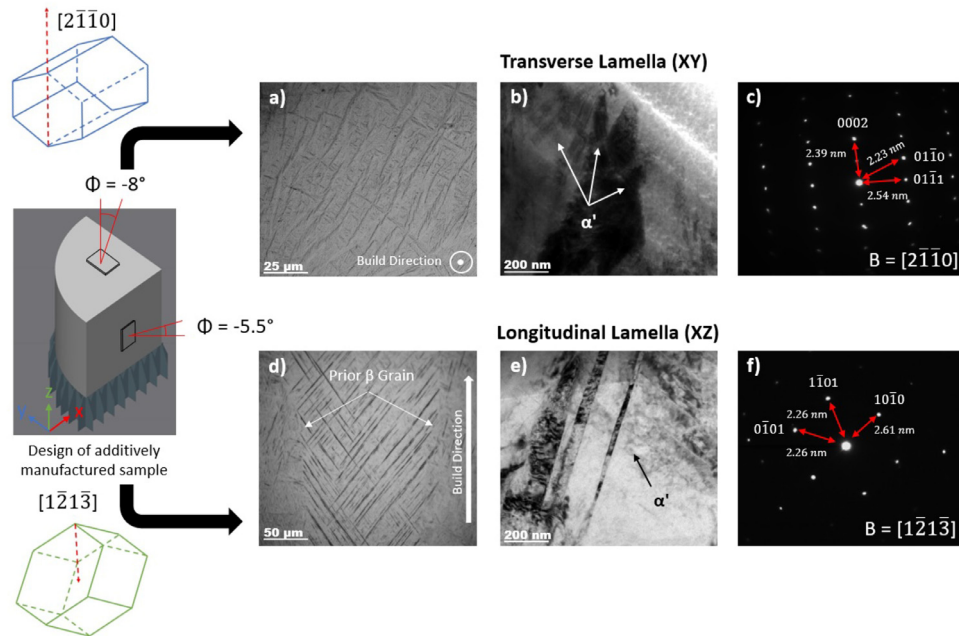 [21̄1̄0]
Transverse Lamella (XY)
a)
25 μm
Build Direction
b)
α'
200 nm
c)
0002
2.39 nm
2.23 nm
011̄0
011̄1
2.54 nm
B = [21̄1̄0]
Φ = -8°
Φ = -5.5°
Z
Y
X
Design of additively
manufactured sample
[12̄13̄]
Longitudinal Lamella (XZ)
d)
Prior β Grain
Build Direction
50 μm
e)
α'
200 nm
f)
11̄01
101̄0
2.26 nm
2.61 nm
01̄01
2.26 nm
B = [12̄13̄]